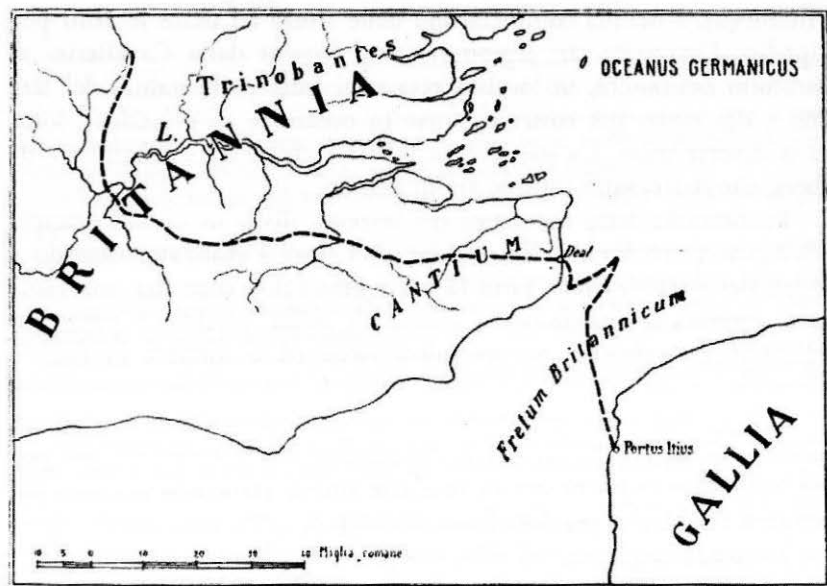 Trinobantes
OCEANUS GERMANICUS
BRITANNIA
L
CANTIUM
Deal
Fretum Britannicum
Portus Itius
GALLIA
10 5 0 10 20 30 40 Miglia romane